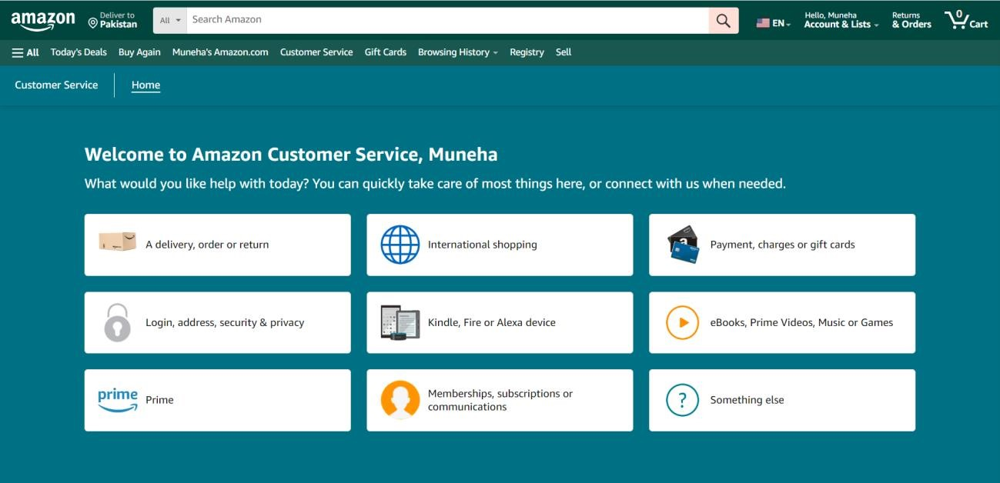 amazon
Deliver to
Pakistan
All
Search Amazon
EN
Hello, Muneha
Account & Lists
Returns
& Orders
0
Cart
All Today's Deals Buy Again Muneha's Amazon.com Customer Service Gift Cards Browsing History Registry Sell
Customer Service Home
Welcome to Amazon Customer Service, Muneha
What would you like help with today? You can quickly take care of most things here, or connect with us when needed.
A delivery, order or return
International shopping
Payment, charges or gift cards
Login, address, security & privacy
Kindle, Fire or Alexa device
eBooks, Prime Videos, Music or Games
prime
Prime
Memberships, subscriptions or
communications
?
Something else